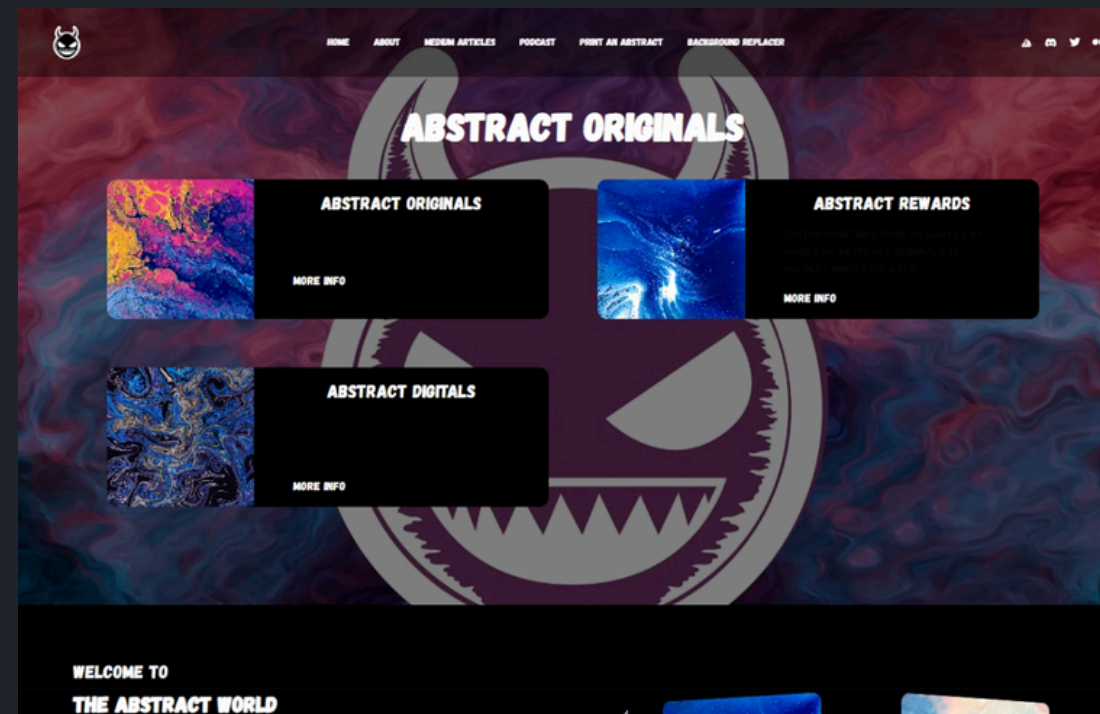 HOME ABOUT MEDIUM ARTICLES PODCAST PRINT AN ABSTRACT BACKGROUND REPLACER
ABSTRACT ORIGINALS
ABSTRACT ORIGINALS
MORE INFO
ABSTRACT REWARDS
MORE INFO
ABSTRACT DIGITALS
MORE INFO
WELCOME TO
THE ABSTRACT WORLD